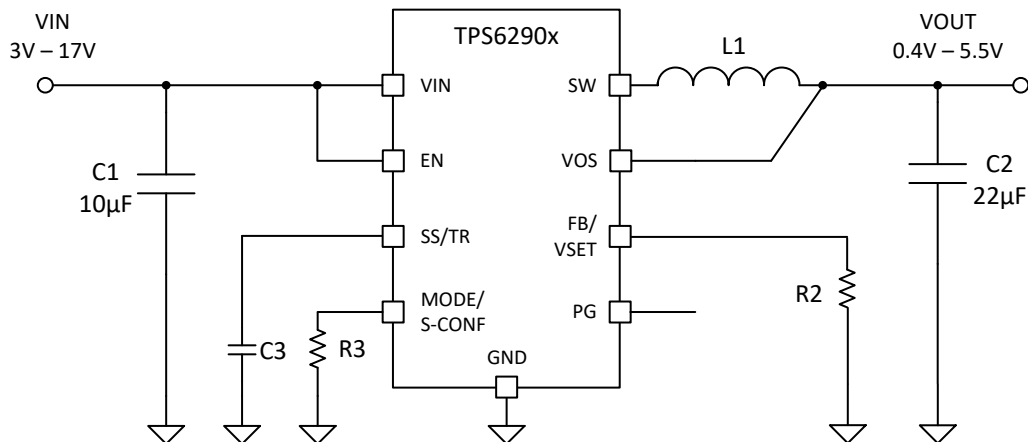 VIN
3V – 17V
TPS6290x
L1
VOUT
0.4V – 5.5V
VIN
SW
EN
VOS
C1
10µF
C2
22µF
SS/TR
FB/
VSET
MODE/
S-CONF
R2
PG
C3
R3
GND